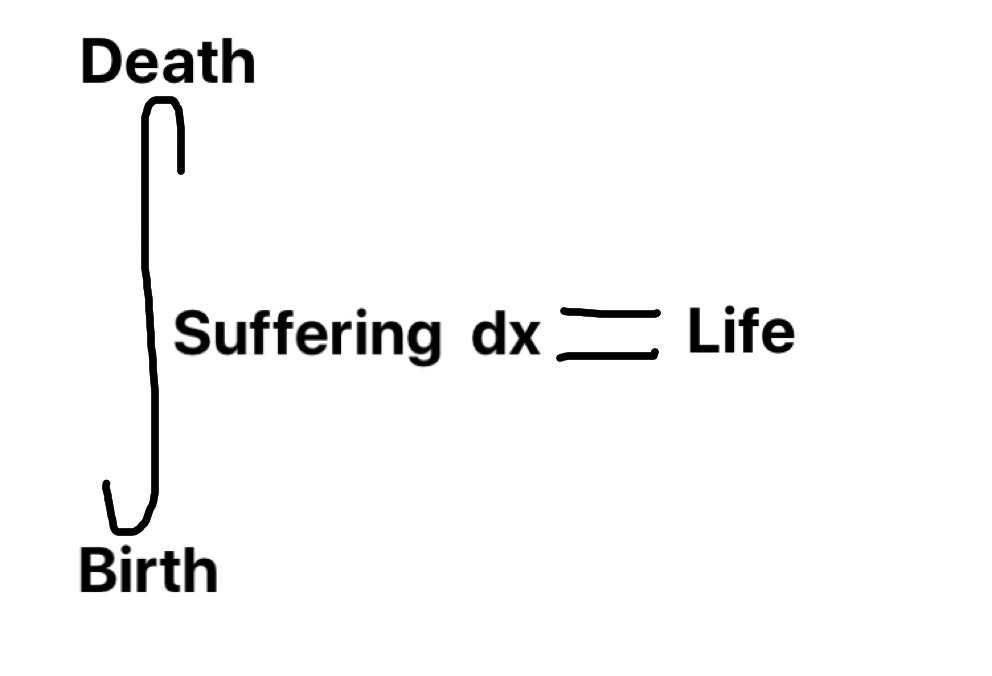 Death
∫ Suffering dx = Life
Birth